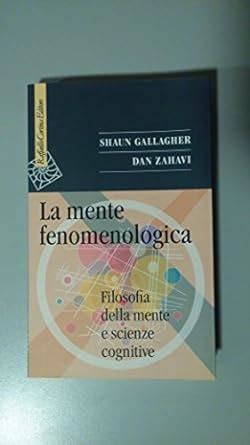 SHAUN GALLAGHER
DAN ZAHAVI
Raffaello Cortina Editore
La mente
fenomenologica
Filosofia
della mente
e scienze
cognitive